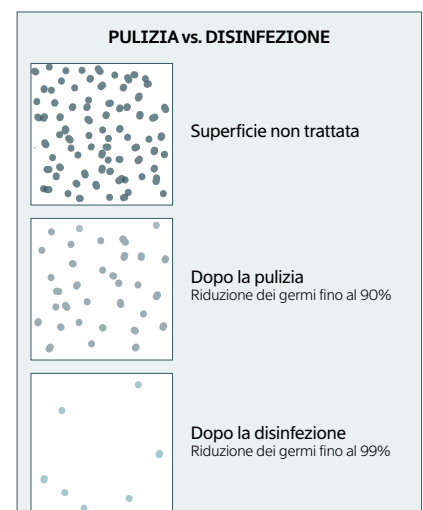 PULIZIA vs. DISINFEZIONE
Superficie non trattata
Dopo la pulizia
Riduzione dei germi fino al 90%
Dopo la disinfezione
Riduzione dei germi fino al 99%